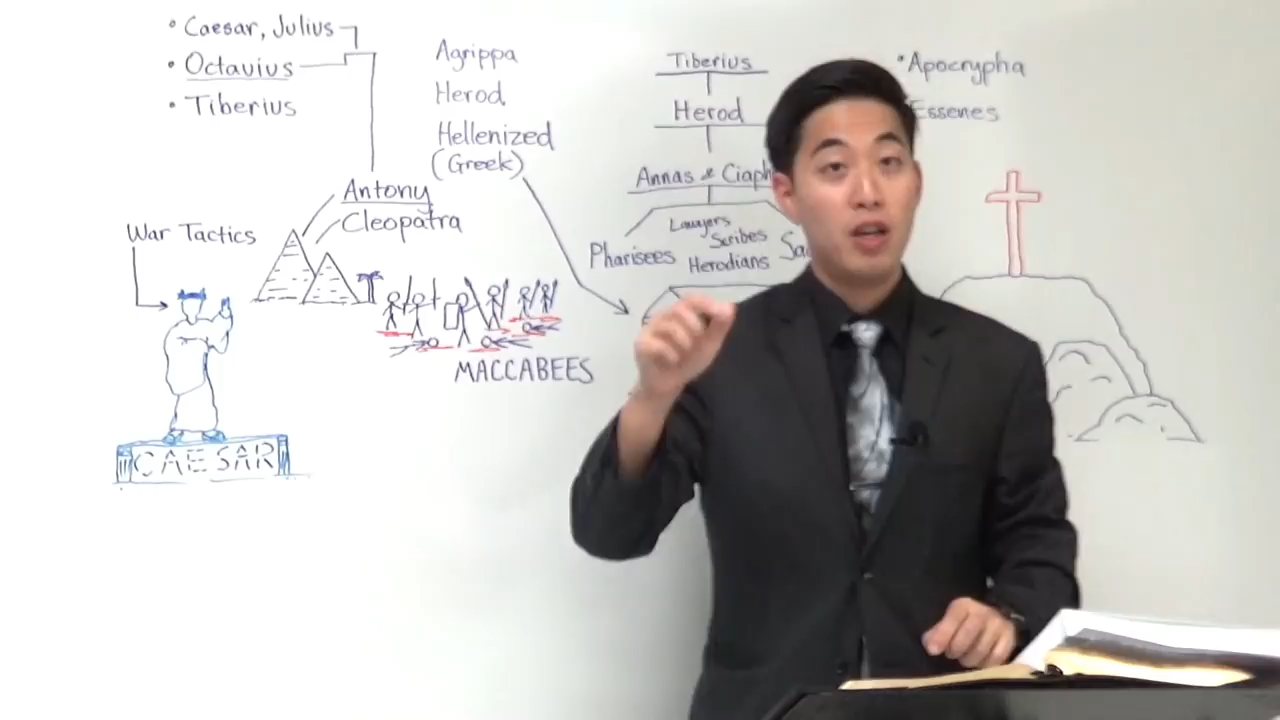 • Caesar, Julius
• Octavius
• Tiberius
Agrippa
Herod
Hellenized
(Greek)
Antony
Cleopatra
War Tactics
CAESAR
MACCABEES
Tiberius
Herod
Annas & Ciaph
Lawyers
Scribes
Herodians
Pharisees
Sa
• Apocrypha
Essenes